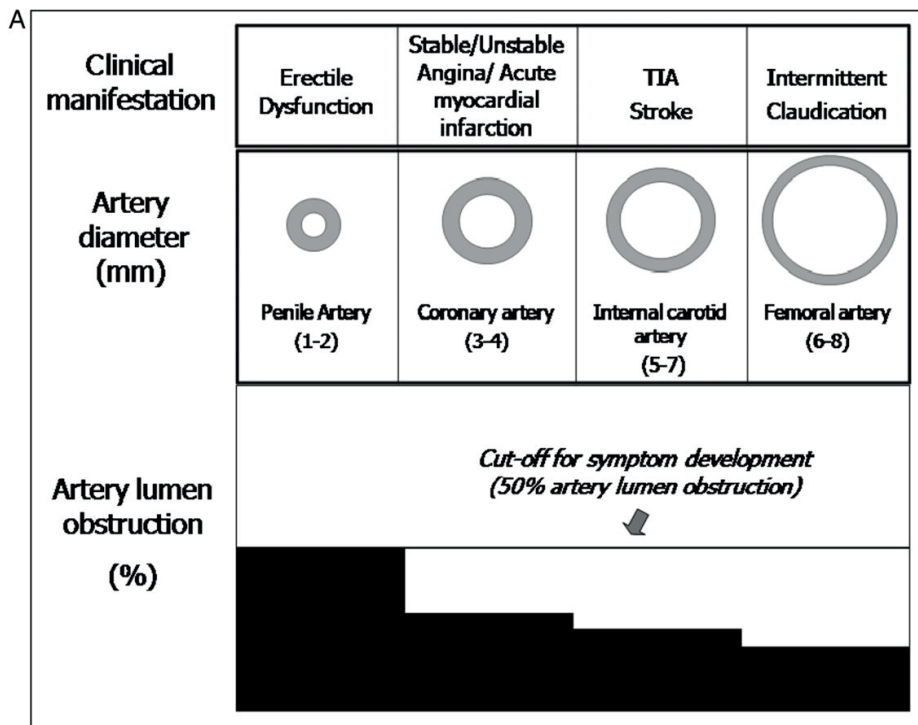 A
Clinical
manifestation
Erectile
Dysfunction
Stable/Unstable
Angina/ Acute
myocardial
infarction
TIA
Stroke
Intermittent
Claudication
Artery
diameter
(mm)
Penile Artery
(1-2)
Coronary artery
(3-4)
Internal carotid
artery
(5-7)
Femoral artery
(6-8)
Artery lumen
obstruction
(%)
Cut-off for symptom development
(50% artery lumen obstruction)